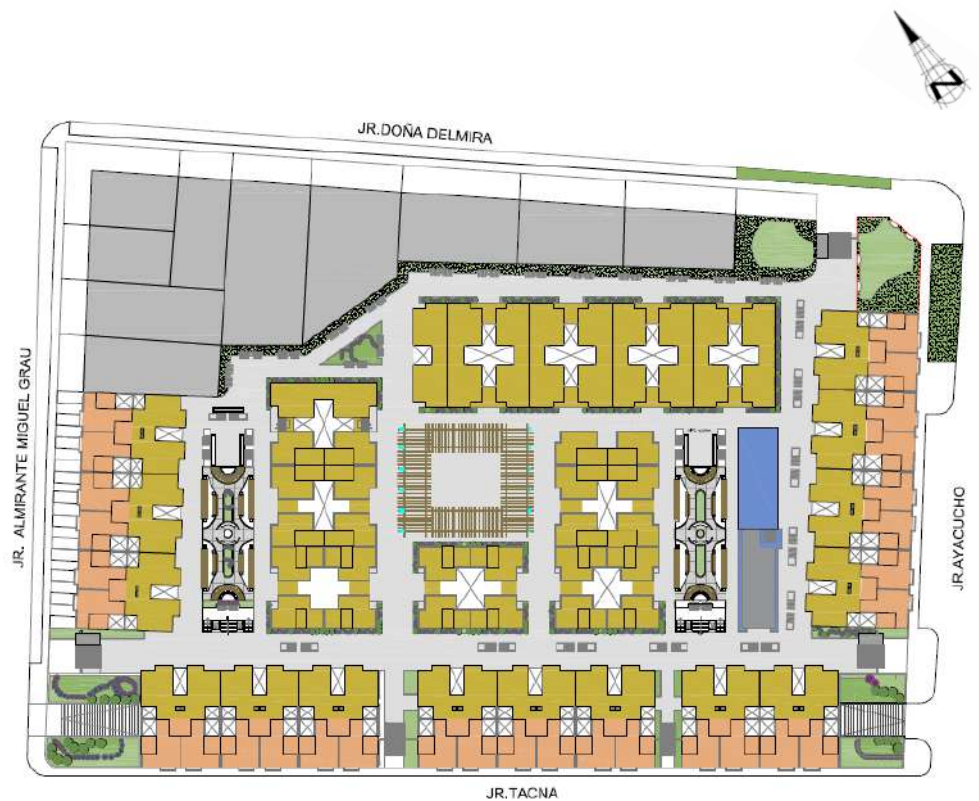 N
JR.DOÑA DELMIRA
JR. ALMIRANTE MIGUEL GRAU
JR.AYACUCHO
JR.TACNA